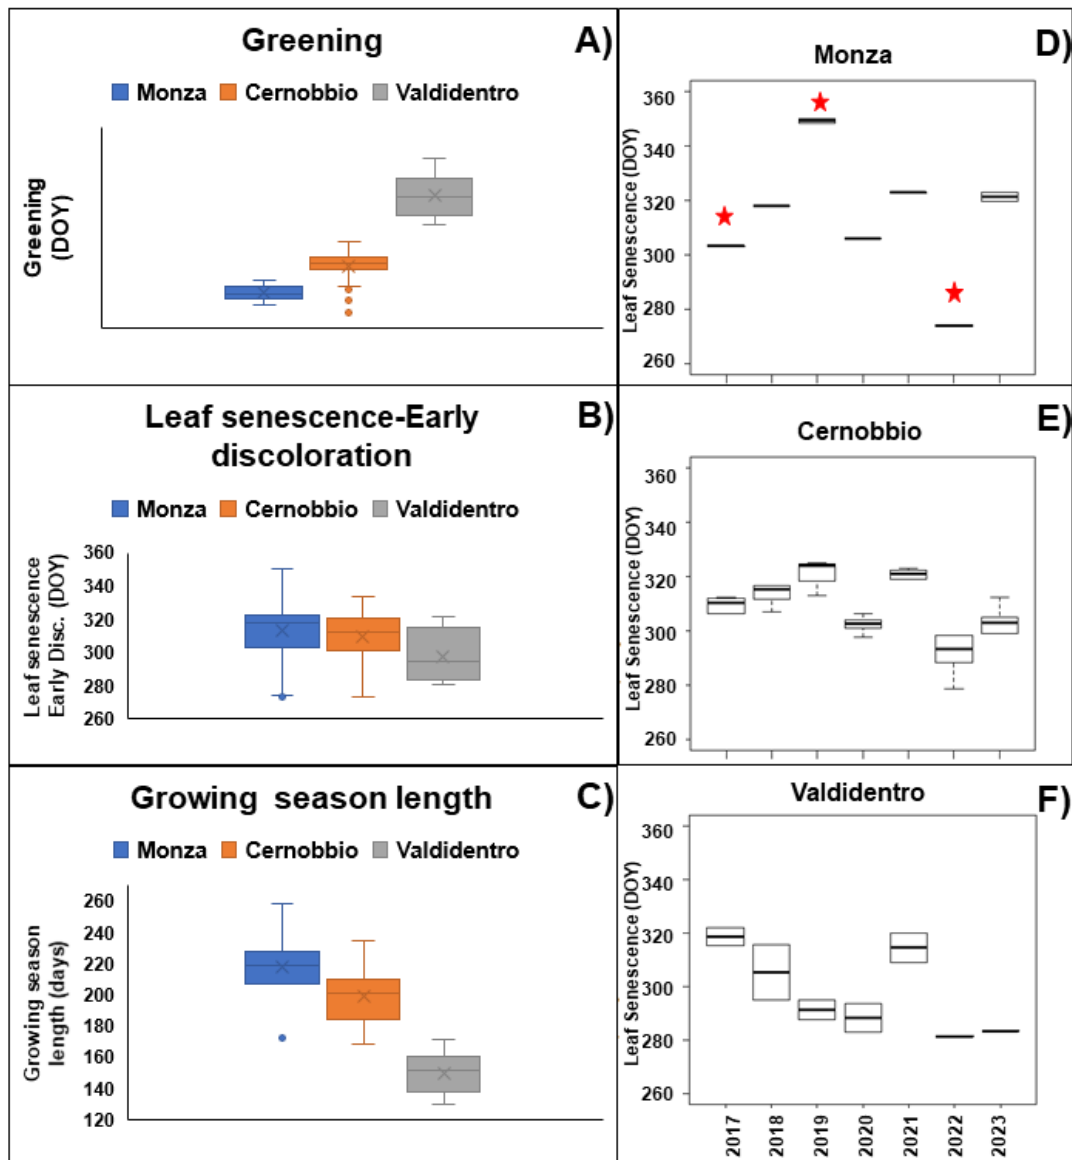 Greening
A)
Monza Cernobbio Valdidentro
Greening
(DOY)
Leaf senescence-Early
discoloration
B)
Monza Cernobbio Valdidentro
Leaf senescence
Early Disc. (DOY)
360
340
320
300
280
260
Growing season length
C)
Monza Cernobbio Valdidentro
Growing season
length (days)
260
240
220
200
180
160
140
120
D)
Monza
Leaf Senescence (DOY)
360
340
320
300
280
260
E)
Cernobbio
Leaf Senescence (DOY)
360
340
320
300
280
260
F)
Valdidentro
Leaf Senescence (DOY)
360
340
320
300
280
260
2017
2018
2019
2020
2021
2022
2023